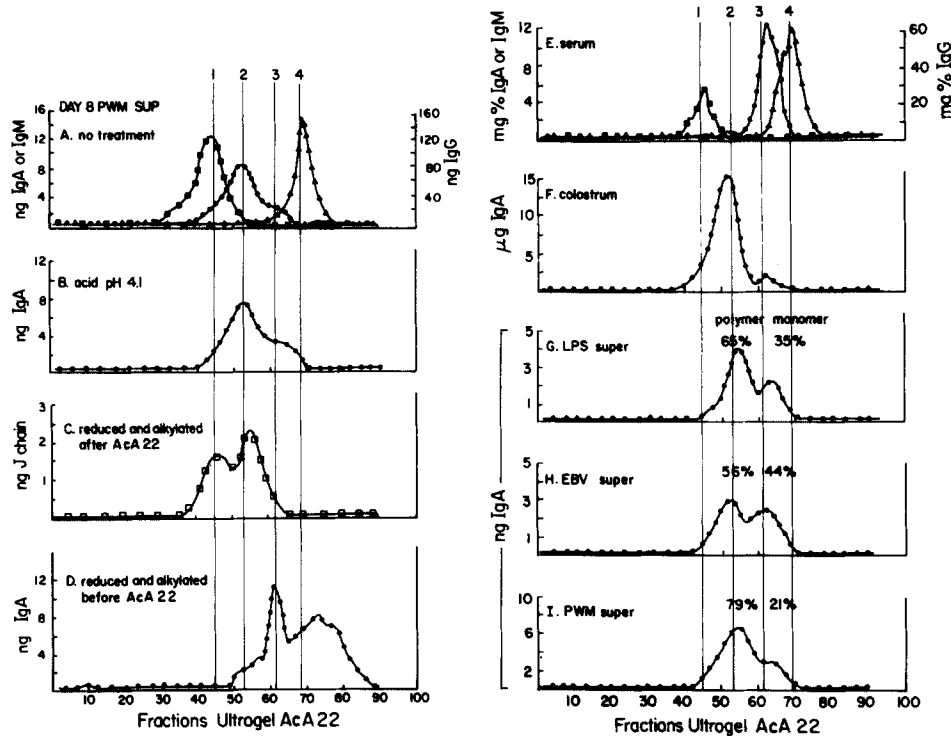 1 2 3 4
DAY 8 PWM SUP
A. no treatment
ng IgA or IgM
16
12
8
4
160
120
80
40
ng IgG
B. acid pH 4.1
ng IgA
12
8
4
C. reduced and alkylated
after AcA 22
ng J chain
3
2
1
D. reduced and alkylated
before AcA 22
ng IgA
12
8
4
10 20 30 40 50 60 70 80 90 100
Fractions Ultrogel AcA 22
1 2 3 4
E. serum
mg % IgA or IgM
12
8
4
60
40
20
mg % IgG
F. colostrum
µg IgA
15
10
5
polymer monomer
G. LPS super
65% 35%
5
4
3
2
1
H. EBV super
56% 44%
ng IgA
5
3
2
1
I. PWM super
79% 21%
10
8
6
4
2
10 20 30 40 50 60 70 80 90 100
Fractions Ultrogel AcA 22